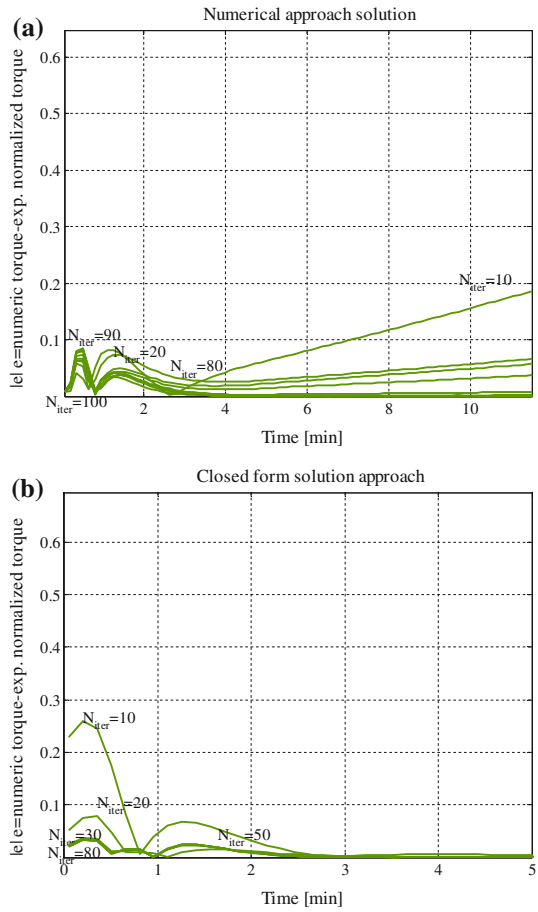 (a)
Numerical approach solution
|e| e=numeric torque-exp. normalized torque
0.6
0.5
0.4
0.3
0.2
0.1
N_iter=10
N_iter=90
N_iter=20
N_iter=80
N_iter=100
2
4
6
8
10
Time [min]
(b)
Closed form solution approach
|e| e=numeric torque-exp. normalized torque
0.6
0.5
0.4
0.3
0.2
0.1
0
N_iter=10
N_iter=20
N_iter=30
N_iter=50
N_iter=80
0
1
2
3
4
5
Time [min]